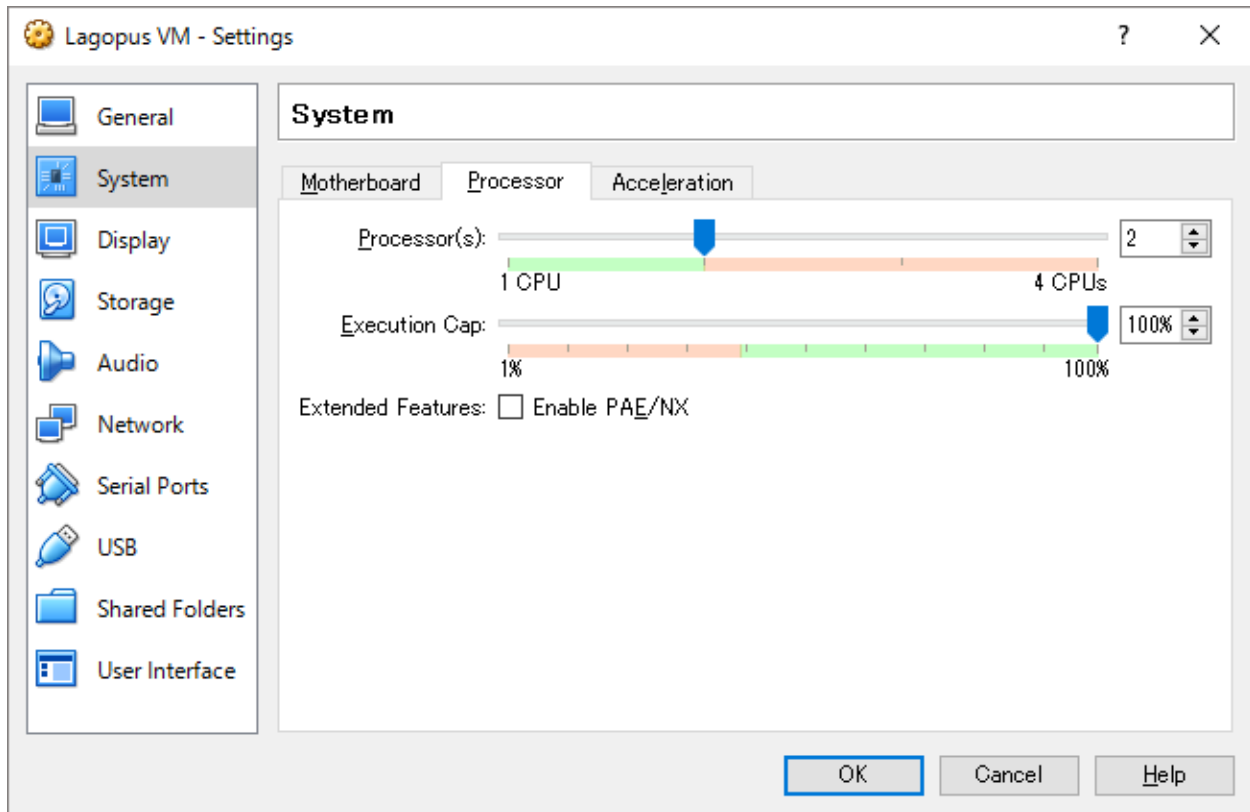 Lagopus VM - Settings
?
General
System
Display
Storage
Audio
Network
Serial Ports
USB
Shared Folders
User Interface
System
Motherboard Processor Acceleration
Processor(s): 2
1 CPU 4 CPUs
Execution Cap: 100%
1% 100%
Extended Features: Enable PAE/NX
OK Cancel Help